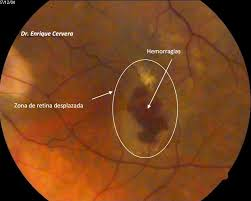 Dr. Enrique Cervera
Hemorragias
Zona de retina desplazada